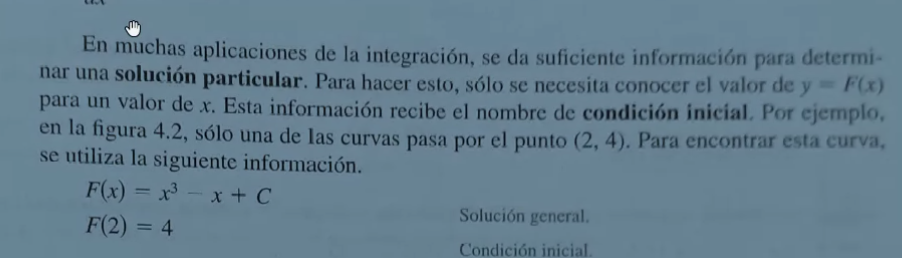 En muchas aplicaciones de la integración, se da suficiente información para determi-
nar una solución particular. Para hacer esto, sólo se necesita conocer el valor de y = F(x)
para un valor de x. Esta información recibe el nombre de condición inicial. Por ejemplo,
en la figura 4.2, sólo una de las curvas pasa por el punto (2, 4). Para encontrar esta curva,
se utiliza la siguiente información.
F(x) = x³ − x + C
Solución general.
F(2) = 4
Condición inicial.